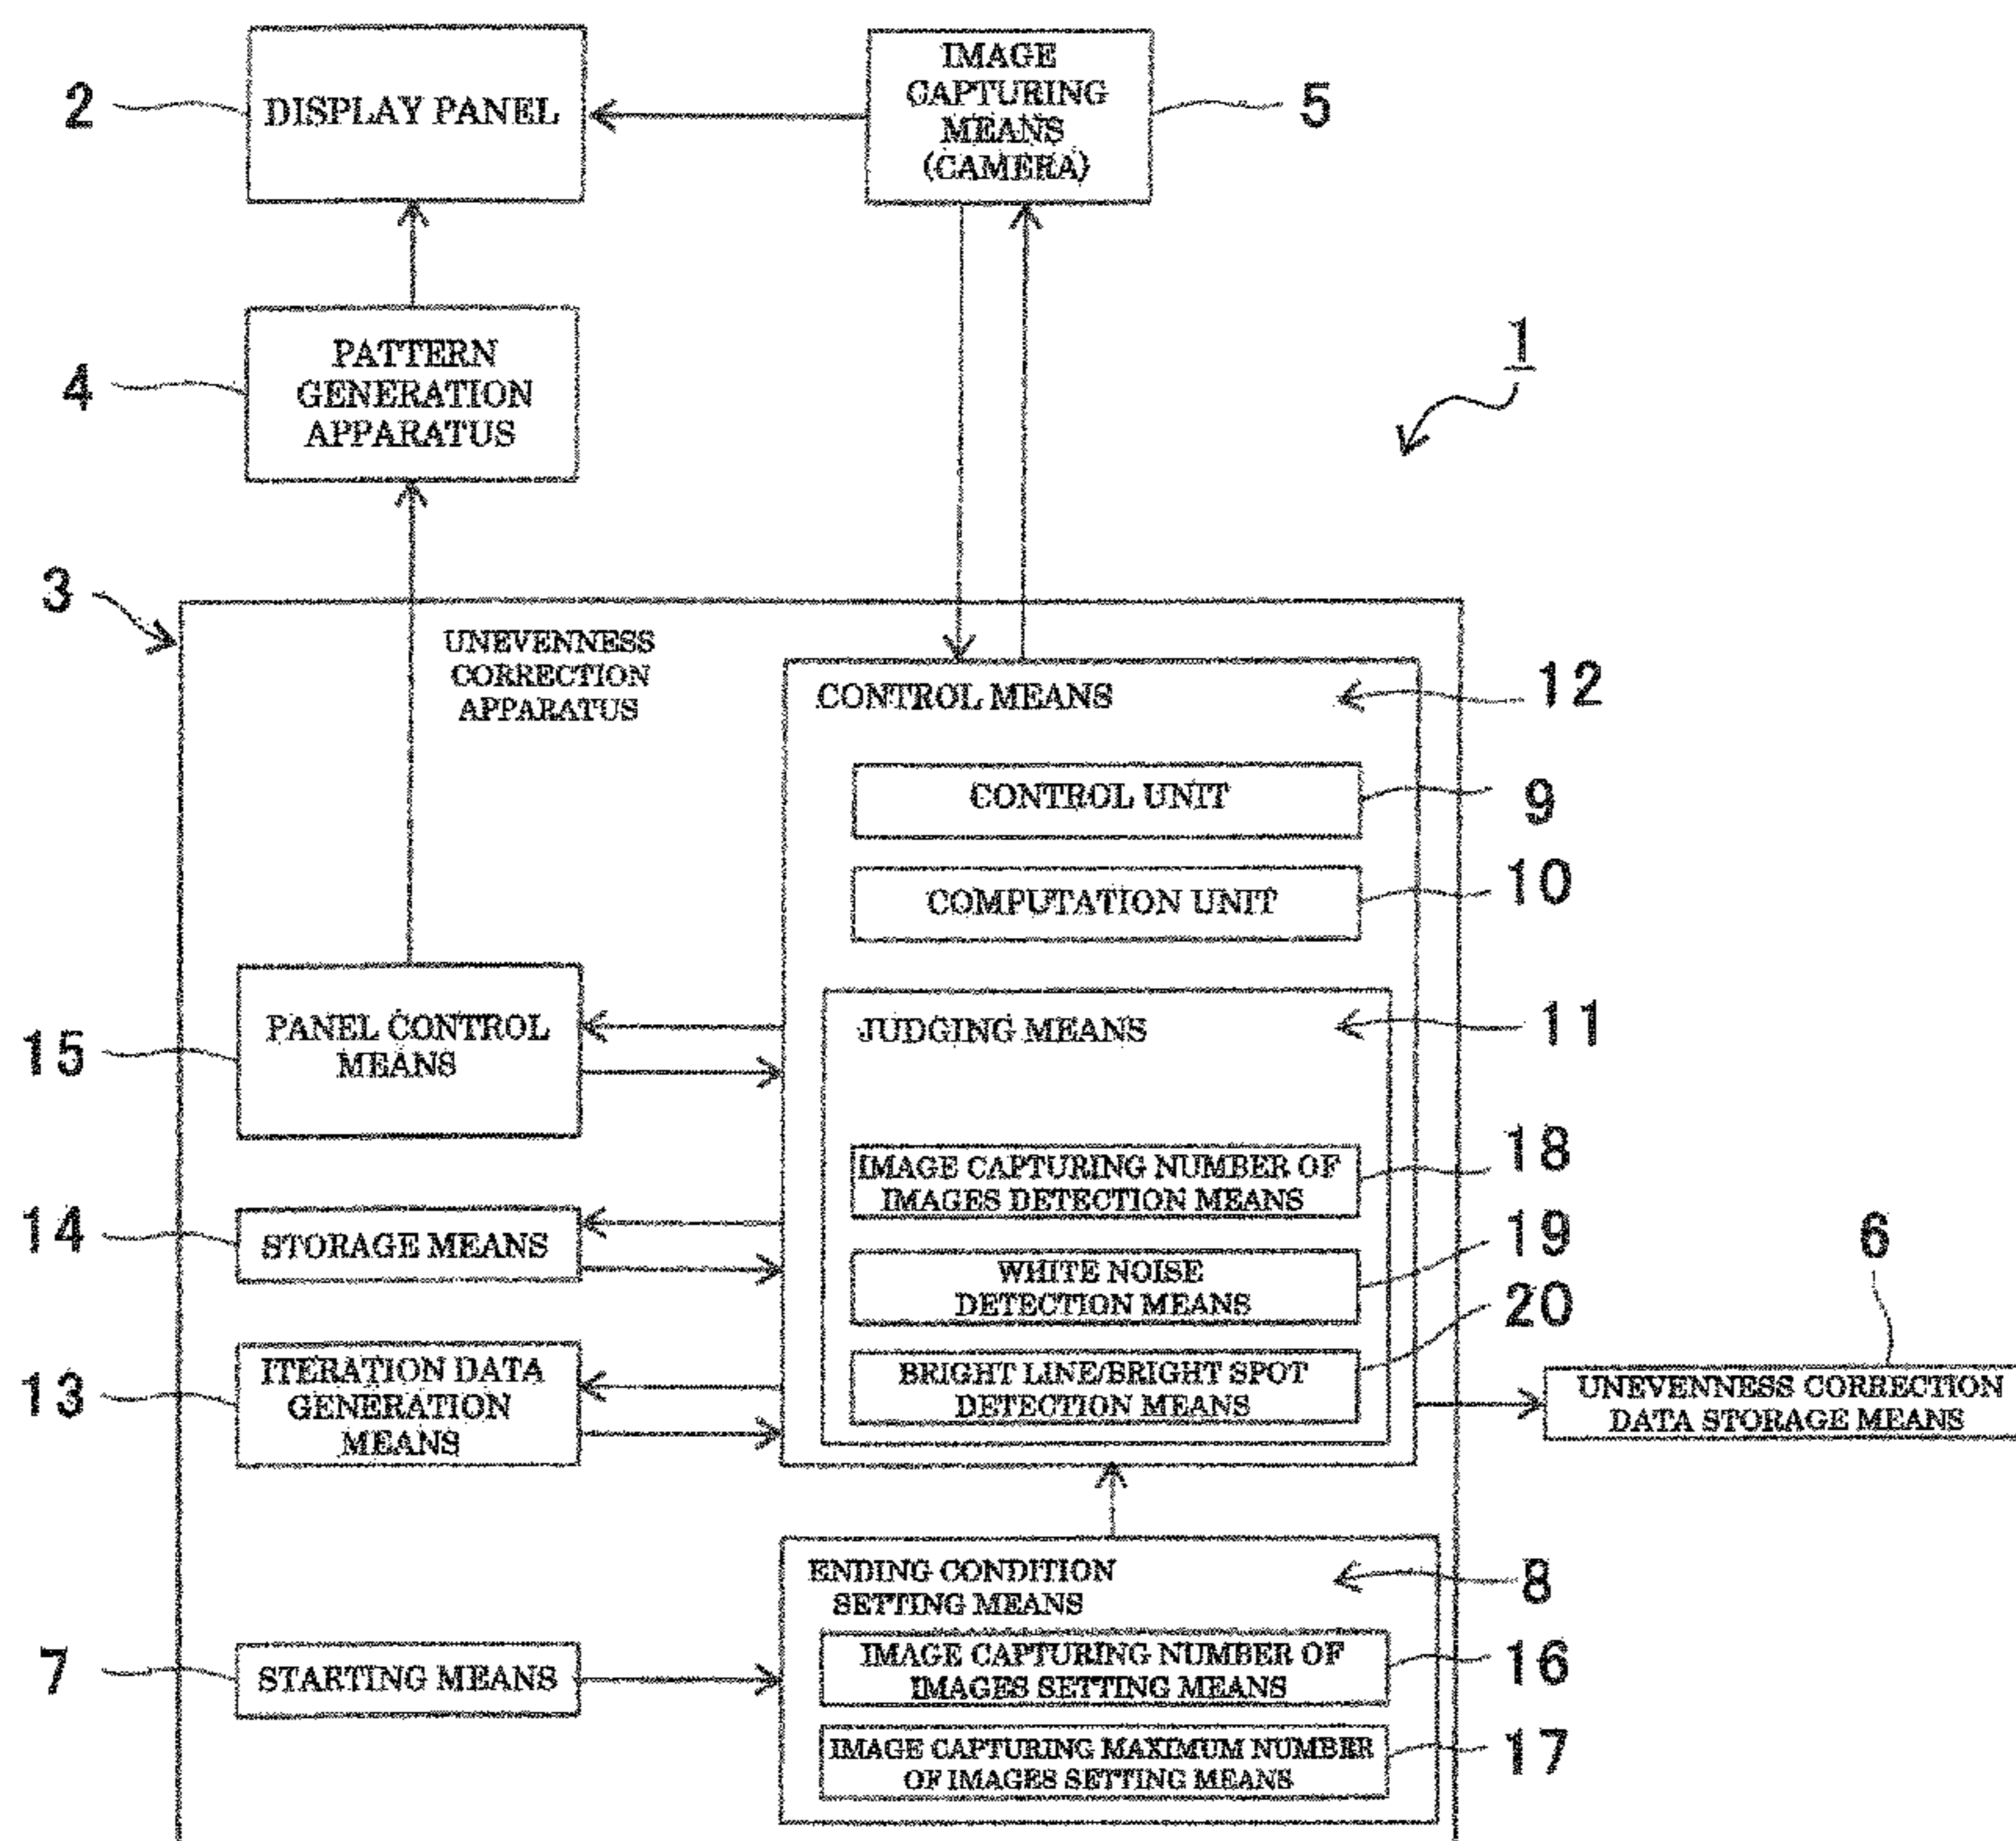 2
DISPLAY PANEL
IMAGE
CAPTURING
MEANS
(CAMERA)
5
4
PATTERN
GENERATION
APPARATUS
1
3
UNEVENNESS
CORRECTION
APPARATUS
CONTROL MEANS
12
CONTROL UNIT
9
COMPUTATION UNIT
10
15
PANEL CONTROL
MEANS
JUDGING MEANS
11
IMAGE CAPTURING NUMBER OF
IMAGES DETECTION MEANS
18
14
STORAGE MEANS
WHITE NOISE
DETECTION MEANS
19
13
ITERATION DATA
GENERATION
MEANS
BRIGHT LINE/BRIGHT SPOT
DETECTION MEANS
20
6
UNEVENNESS CORRECTION
DATA STORAGE MEANS
ENDING CONDITION
SETTING MEANS
8
7
STARTING MEANS
IMAGE CAPTURING NUMBER OF
IMAGES SETTING MEANS
16
IMAGE CAPTURING MAXIMUM NUMBER
OF IMAGES SETTING MEANS
17